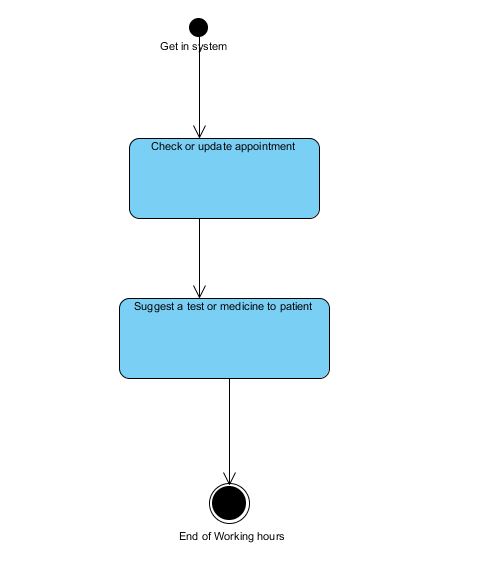 Get in system
Check or update appointment
Suggest a test or medicine to patient
End of Working hours